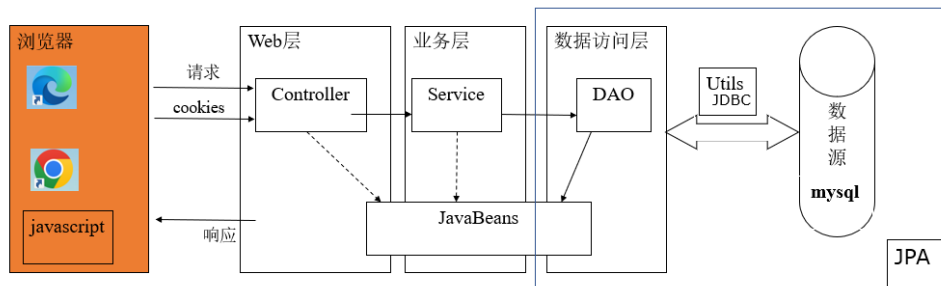 浏览器
Web层
业务层
数据访问层
请求
cookies
Controller
Service
DAO
Utils
JDBC
数
据
源
mysql
javascript
响应
JavaBeans
JPA